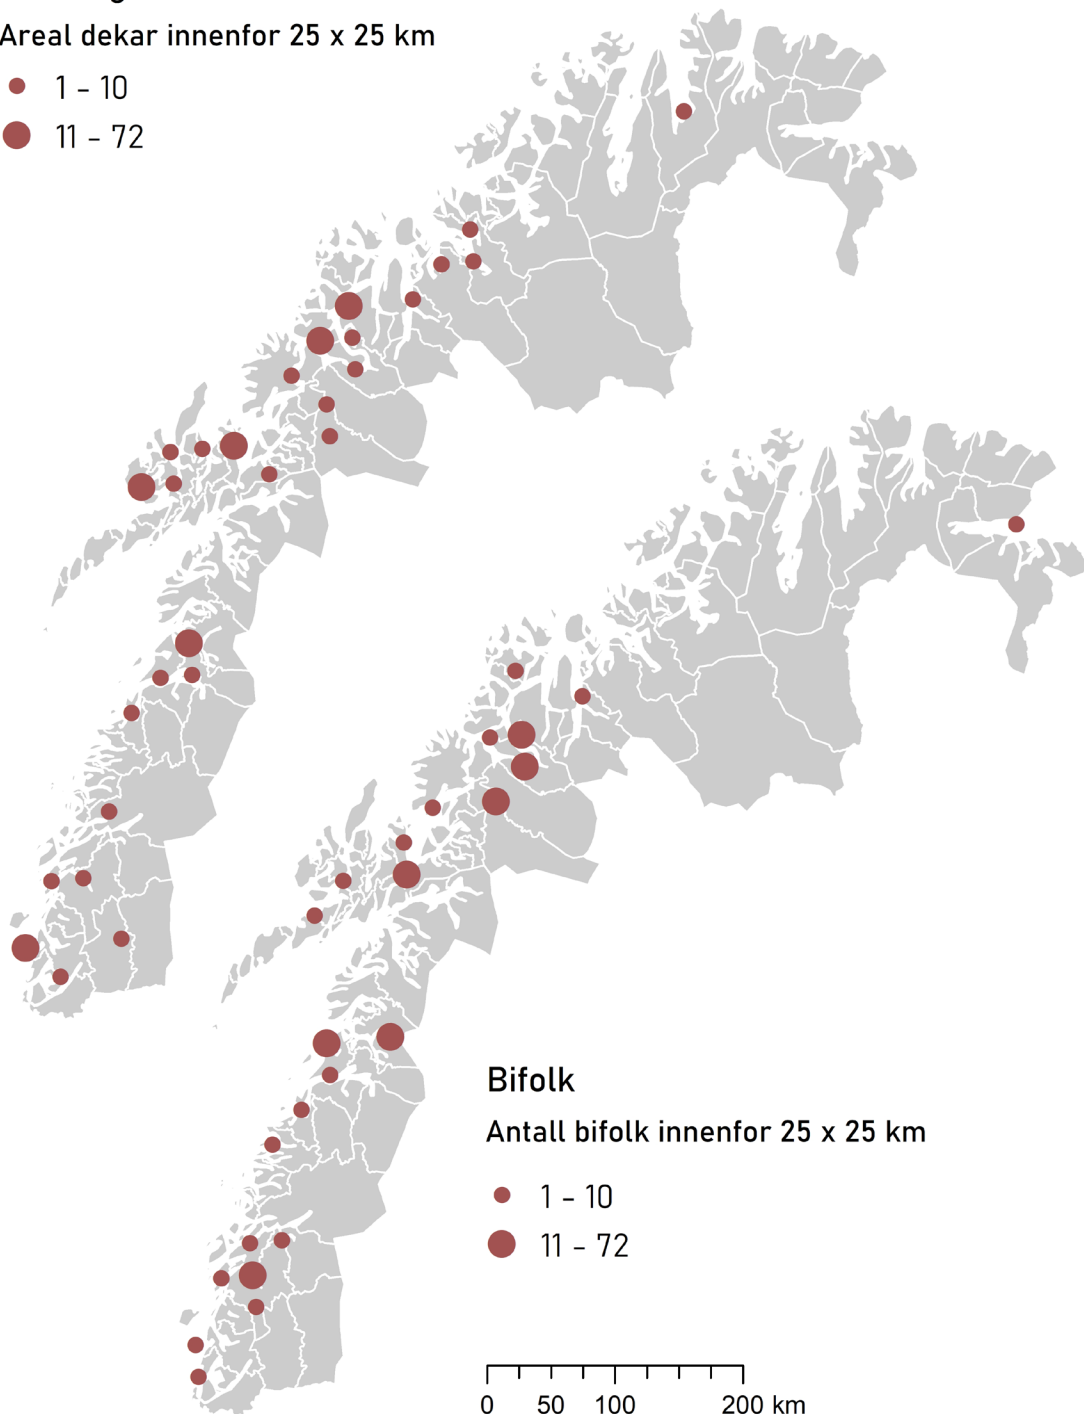 Areal dekar innenfor 25 x 25 km
1 - 10
11 - 72
Bifolk
Antall bifolk innenfor 25 x 25 km
1 - 10
11 - 72
0 50 100 200 km